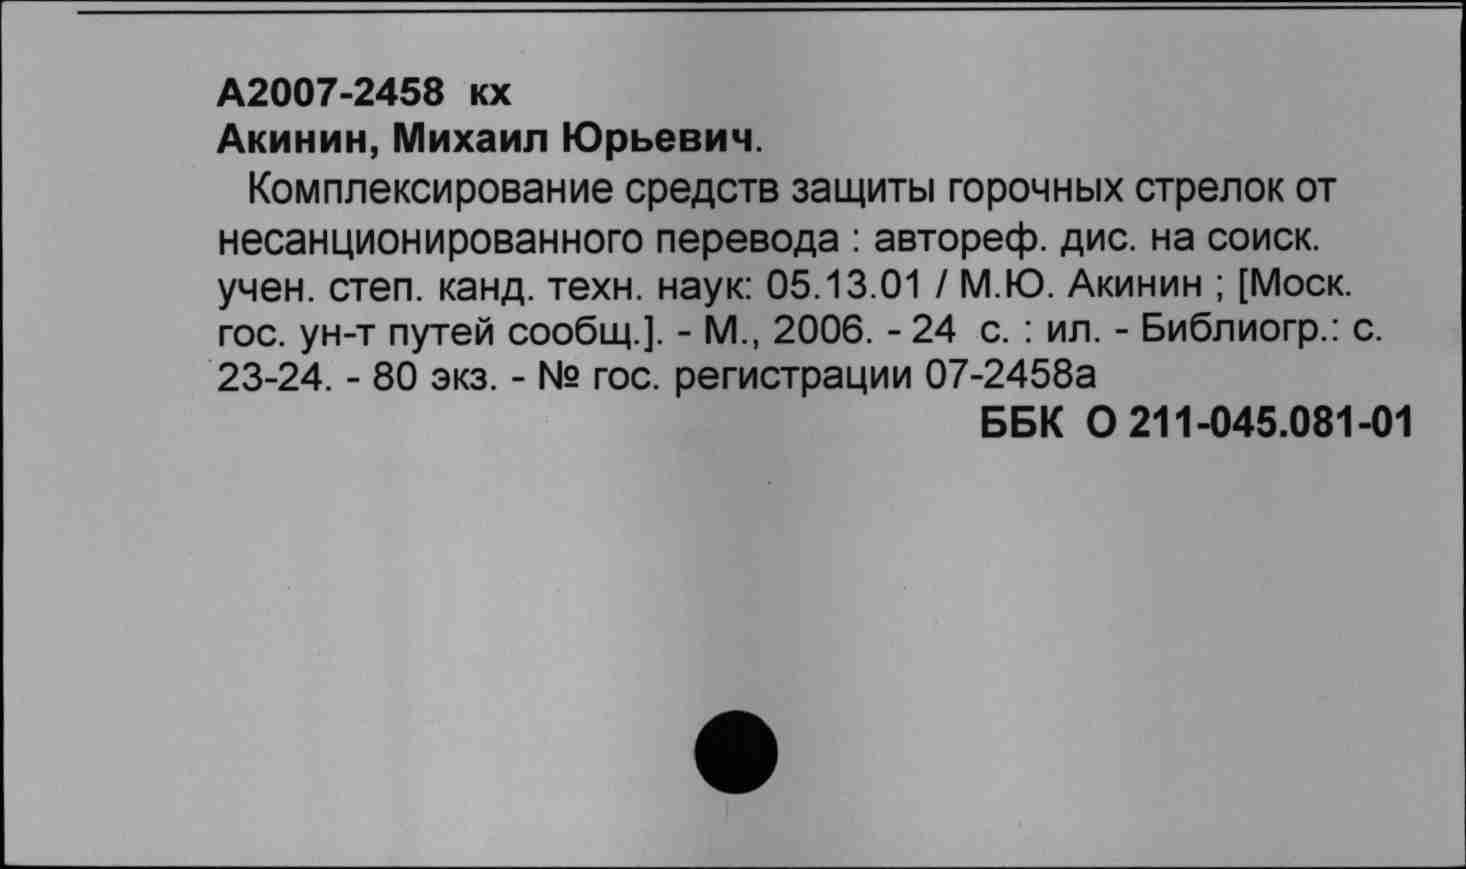 А2007-2458 кх
Акинин, Михаил Юрьевич.
Комплексирование средств защиты горочных стрелок от
несанционированного перевода : автореф. дис. на соиск.
учен. степ. канд. техн. наук: 05.13.01 / М.Ю. Акинин ; [Моск.
гос. ун-т путей сообщ.]. - М., 2006. - 24 с. : ил. - Библиогр.: с.
23-24. - 80 экз. - № гос. регистрации 07-2458а
ББК О 211-045.081-01